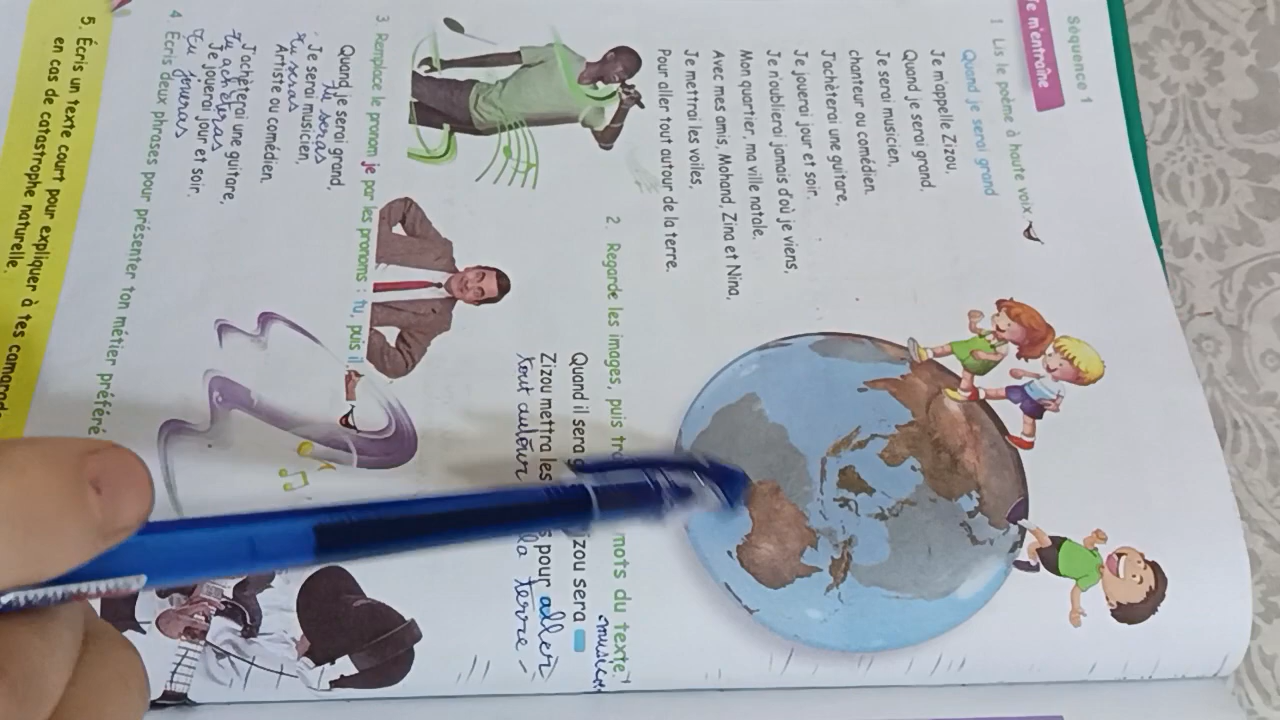 Séquence 1
Je m'entraîne
1 Lis le poème à haute voix.
Quand je serai grand
Je m'appelle Zizou,
Quand je serai grand,
Je serai musicien,
chanteur ou comédien.
J'achèterai une guitare,
Je jouerai jour et soir.
Je n'oublierai jamais d'où je viens,
Mon quartier, ma ville natale.
Avec mes amis, Mohand, Zina et Nina,
Je mettrai les voiles,
Pour aller tout autour de la terre.
2. Regarde les images, puis mots du texte.
Quand il sera zou sera musicien
Zizou mettra les pour aller
tout autour la terre
3 Remplace le pronom je par les pronoms : tu, puis il.
Quand je serai grand,
tu seras
Je serai musicien,
tu seras
Artiste ou comédien.
J'achèterai une guitare,
tu achèteras
Je jouerai jour et soir.
Tu joueras
4 Écris deux phrases pour présenter ton métier préféré
5. Écris un texte court pour expliquer à tes
en cas de catastrophe naturelle.